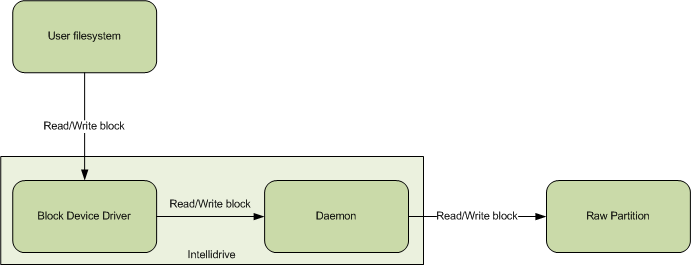 User filesystem
Read/Write block
Block Device Driver
Read/Write block
Daemon
Read/Write block
Raw Partition
Intellidrive